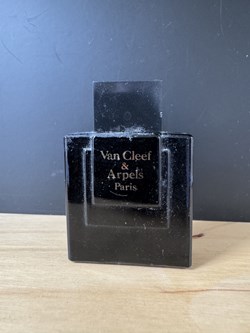 Van Cleef
&
Arpels
Paris